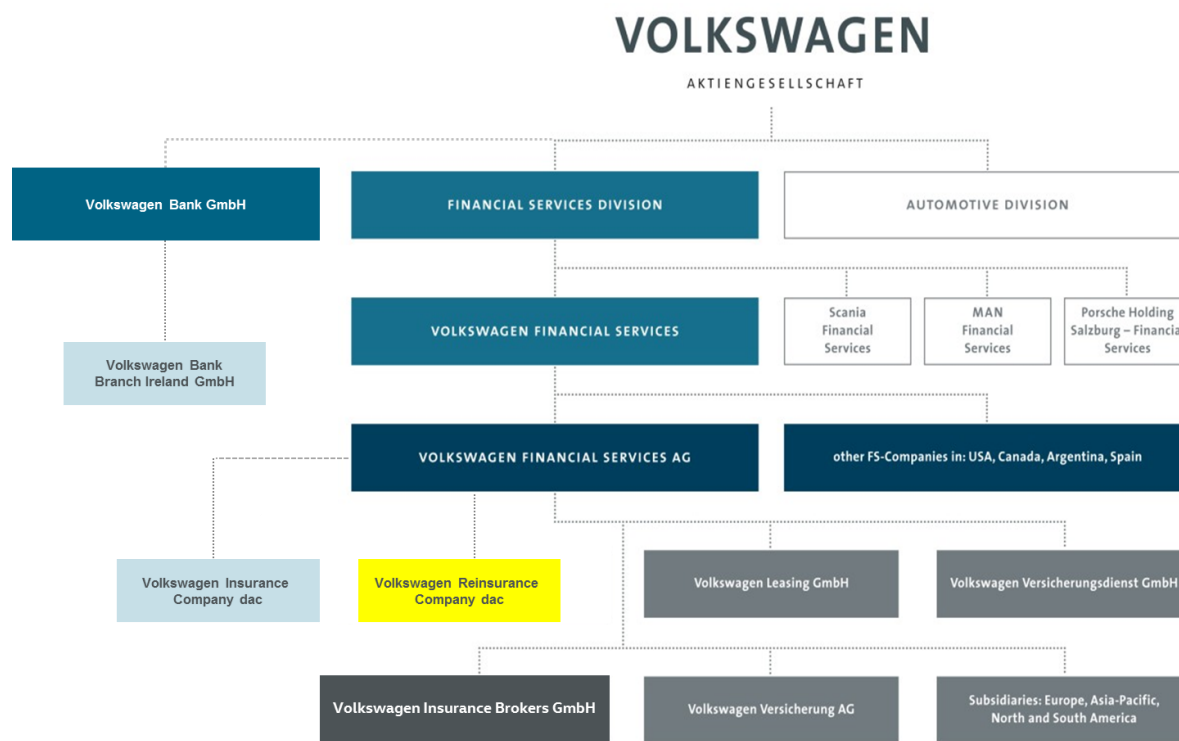 VOLKSWAGEN
AKTIENGESELLSCHAFT
Volkswagen Bank GmbH
FINANCIAL SERVICES DIVISION
AUTOMOTIVE DIVISION
VOLKSWAGEN FINANCIAL SERVICES
Scania
Financial
Services
MAN
Financial
Services
Porsche Holding
Salzburg – Financia
Services
Volkswagen Bank
Branch Ireland GmbH
VOLKSWAGEN FINANCIAL SERVICES AG
other FS-Companies in: USA, Canada, Argentina, Spain
Volkswagen Insurance
Company dac
Volkswagen Reinsurance
Company dac
Volkswagen Leasing GmbH
Volkswagen Versicherungsdienst GmbH
Volkswagen Insurance Brokers GmbH
Volkswagen Versicherung AG
Subsidiaries: Europe, Asia-Pacific,
North and South America